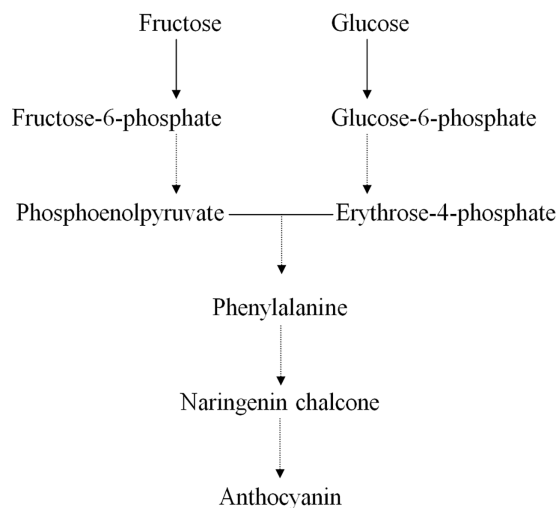 Fructose Glucose
Fructose-6-phosphate Glucose-6-phosphate
Phosphoenolpyruvate Erythrose-4-phosphate
Phenylalanine
Naringenin chalcone
Anthocyanin